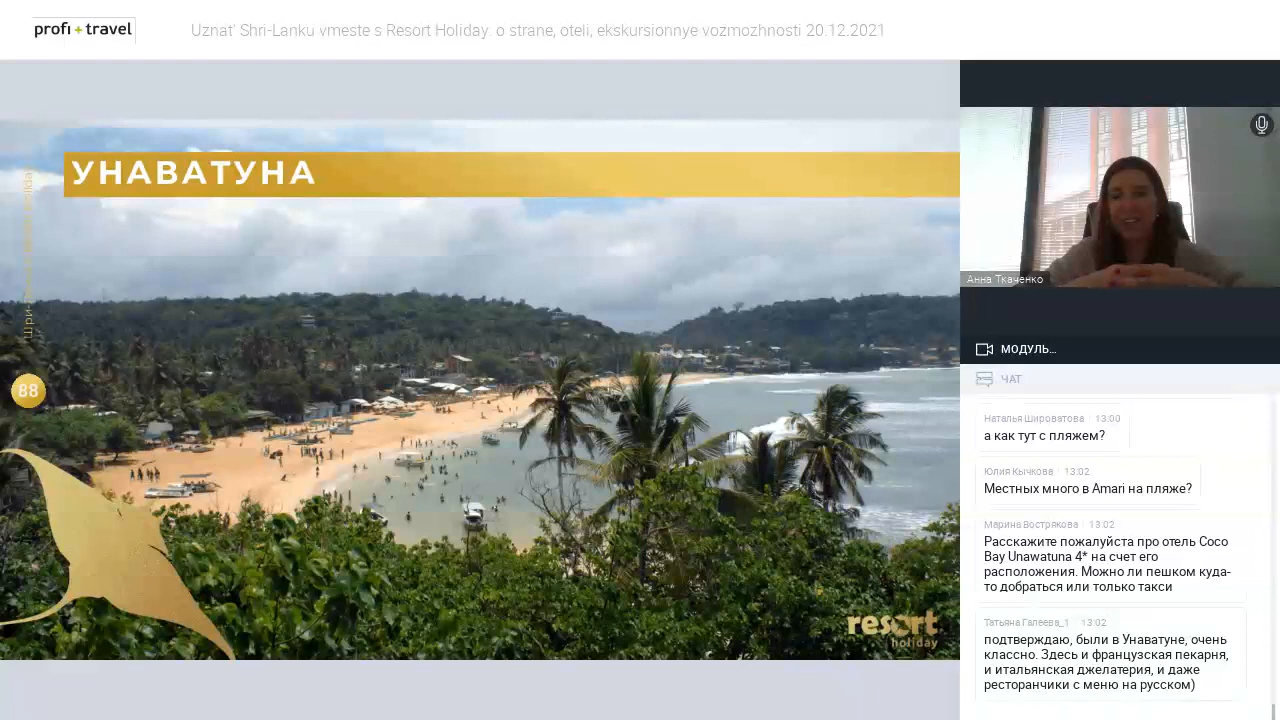 profi + travel
Uznat' Shri-Lanku vmeste s Resort Holiday: o strane, oteli, ekskursionnye vozmozhnosti 20.12.2021
УНАВАТУНА
88
resort
holiday
Анна Ткаченко
МОДУЛЬ...
ЧАТ
Наталья Широватова 13:00
а как тут с пляжем?
Юлия Кычкова 13:02
Местных много в Amari на пляже?
Марина Вострякова 13:02
Расскажите пожалуйста про отель Coco
Bay Unawatuna 4* на счет его
расположения. Можно ли пешком куда-
то добраться или только такси
Татьяна Галеева_1 13:02
подтверждаю, были в Унаватуне, очень
классно. Здесь и французская пекарня,
и итальянская джелатерия, и даже
ресторанчики с меню на русском)